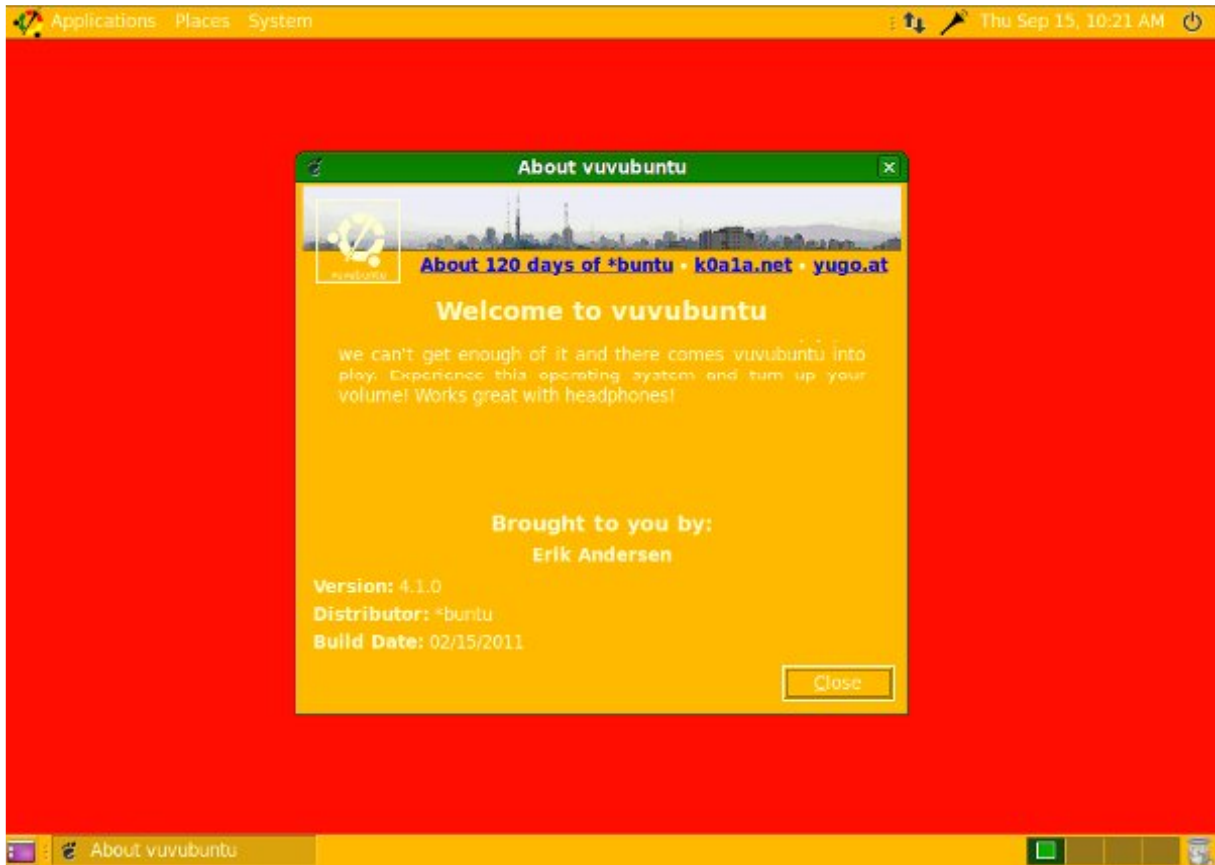 Applications Places System
Thu Sep 15, 10:21 AM
About vuvubuntu
vuvubuntu
About 120 days of *buntu • k0a1a.net • yugo.at
Welcome to vuvubuntu
we can't get enough of it and there comes vuvubuntu into
play. Experience this operating system and turn up your
volume! Works great with headphones!
Brought to you by:
Erik Andersen
Version: 4.1.0
Distributor: *buntu
Build Date: 02/15/2011
Close
About vuvubuntu